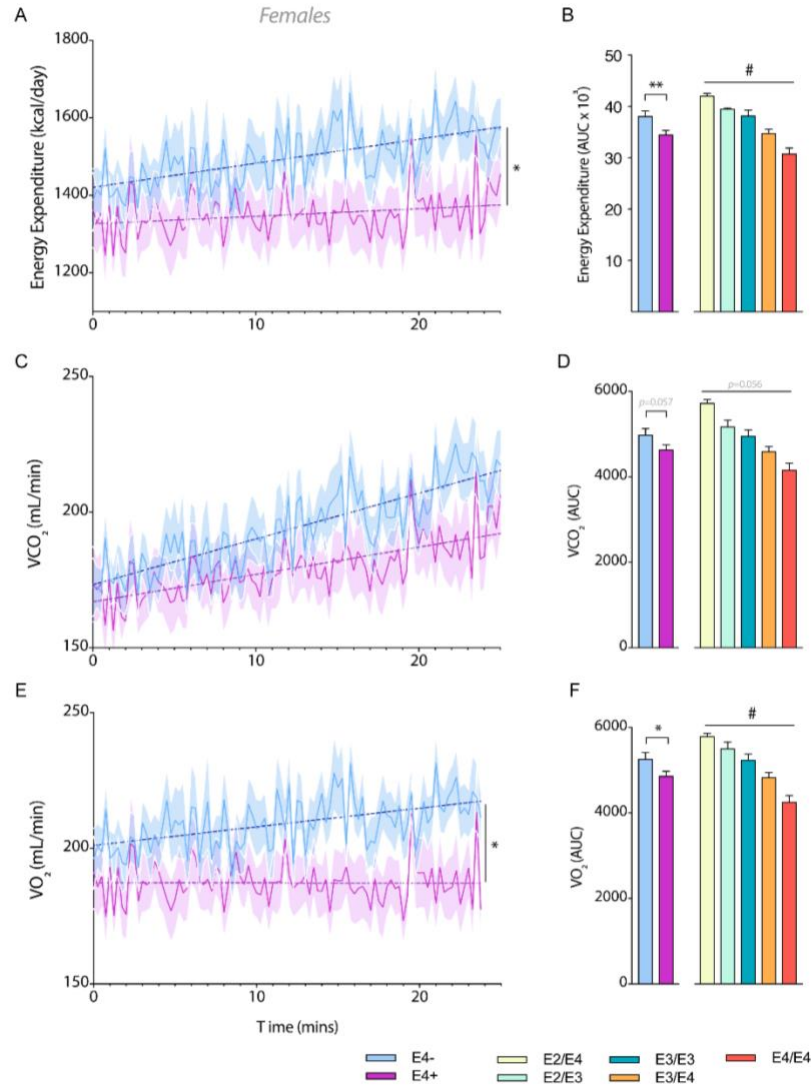 Females
A
Energy Expenditure (kcal/day)
1800
1600
1400
1200
0
10
20
*
B
Energy Expenditure (AUC x 10³)
50
40
30
20
10
**
#
C
VCO₂ (mL/min)
250
200
150
0
10
20
D
VCO₂ (AUC)
6000
4000
2000
0
p=0.057
p=0.056
E
VO₂ (mL/min)
250
200
150
0
10
20
*
T ime (mins)
F
VO₂ (AUC)
6000
4000
2000
0
*
#
E4-
E4+
E2/E4
E2/E3
E3/E3
E3/E4
E4/E4